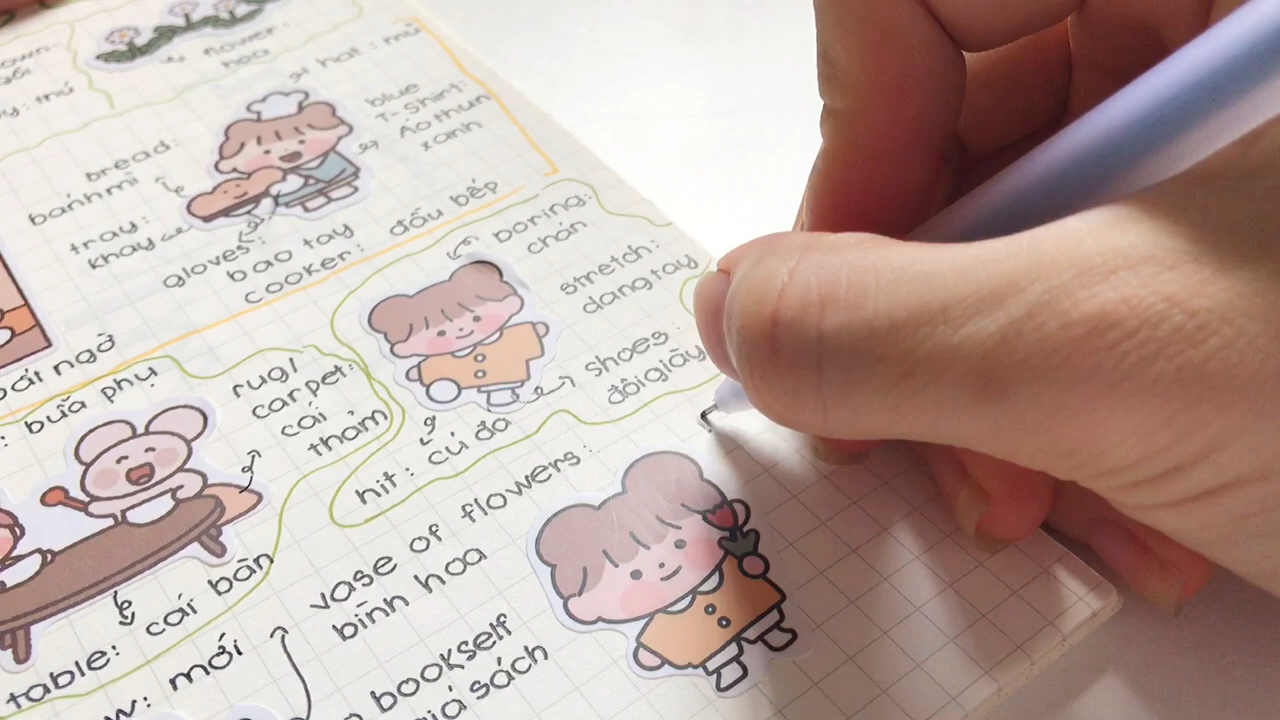 flower
hoa
hat: mũ
blue
T-Shirt:
Áo thun
xanh
bread:
bánh mì
tray:
khay
gloves:
bao tay
cooker: đầu bếp
boring:
chán
stretch:
dang tay
shoes:
đôi giày
hit: cú đá
bữa phụ
rug/
carpet:
cái
thảm
table: cái bàn
vase of flowers:
bình hoa
w: mới
bookself
giá sách